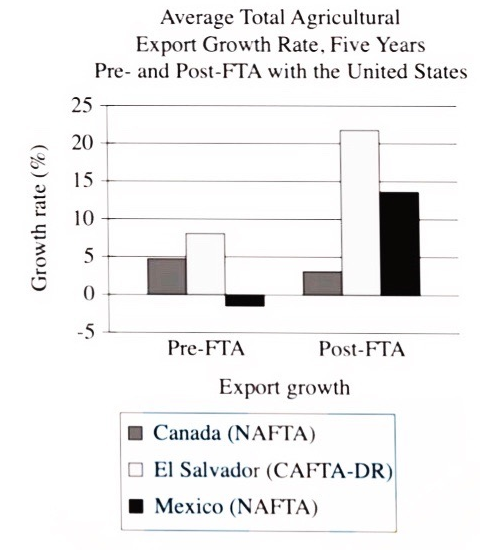 Average Total Agricultural
Export Growth Rate, Five Years
Pre- and Post-FTA with the United States
Growth rate (%)
25
20
15
10
5
0
-5
Pre-FTA Post-FTA
Export growth
Canada (NAFTA)
El Salvador (CAFTA-DR)
Mexico (NAFTA)